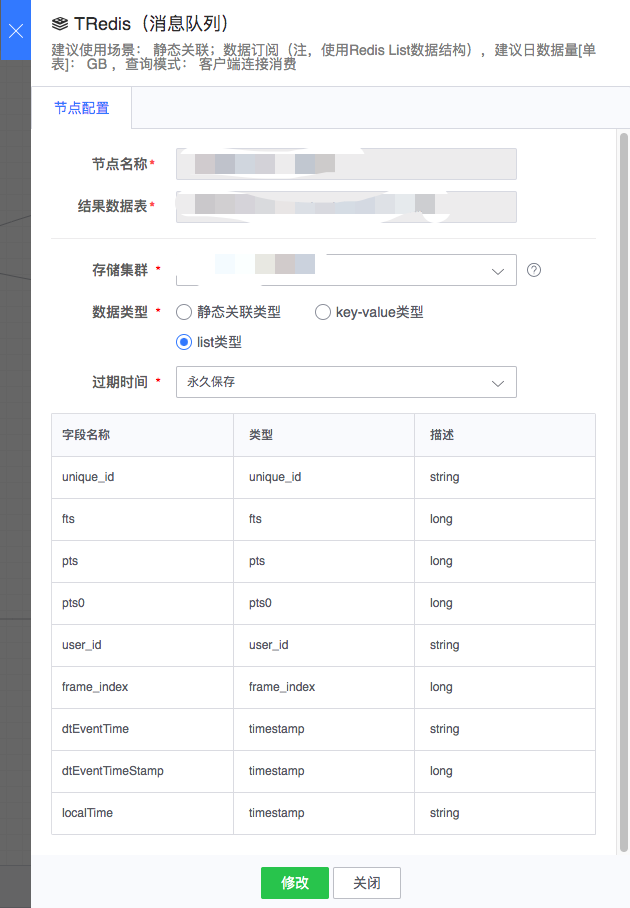 TRedis（消息队列）
建议使用场景： 静态关联；数据订阅（注，使用Redis List数据结构），建议日数据量[单
表]： GB ，查询模式： 客户端连接消费
节点配置
节点名称*
结果数据表*
存储集群 *
数据类型 * 静态关联类型 key-value类型
list类型
过期时间 * 永久保存
字段名称 类型 描述
unique_id unique_id string
fts fts long
pts pts long
pts0 pts0 long
user_id user_id string
frame_index frame_index long
dtEventTime timestamp string
dtEventTimeStamp timestamp long
localTime timestamp string
修改 关闭